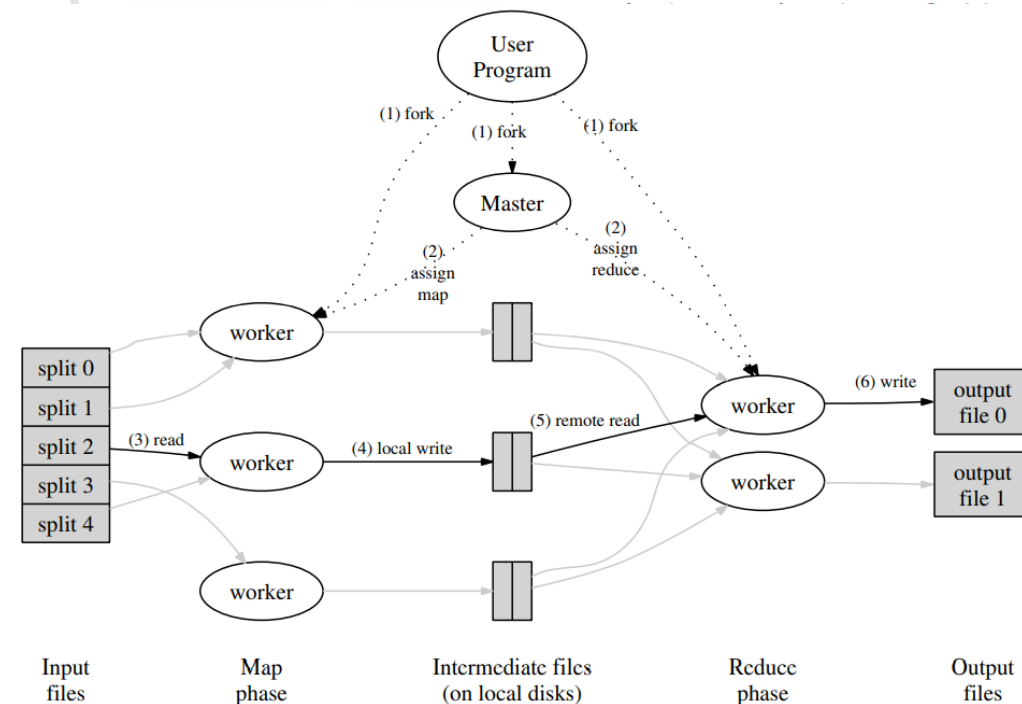 User
Program
(1) fork
(1) fork
(1) fork
Master
(2)
assign
map
(2)
assign
reduce
worker
split 0
split 1
split 2
split 3
split 4
(3) read
worker
(4) local write
(5) remote read
worker
(6) write
output
file 0
worker
output
file 1
worker
Input
files
Map
phase
Intermediate files
(on local disks)
Reduce
phase
Output
files